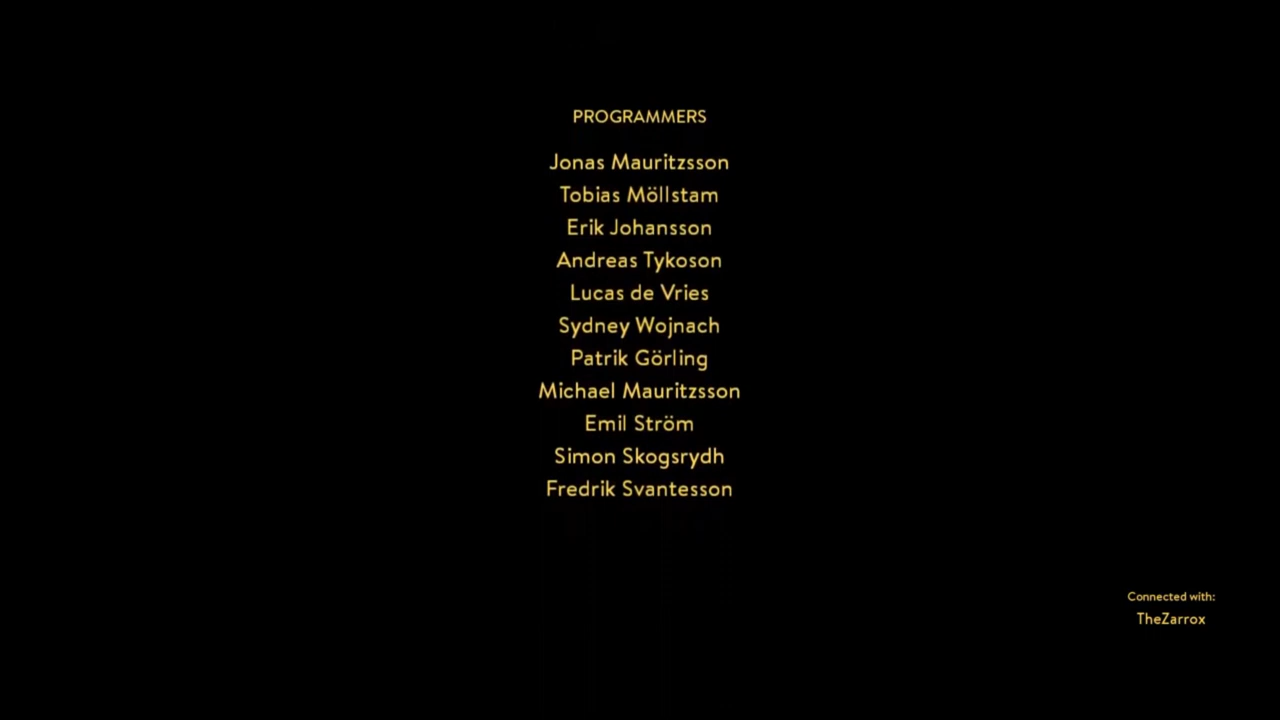 PROGRAMMERS
Jonas Mauritzsson
Tobias Möllstam
Erik Johansson
Andreas Tykoson
Lucas de Vries
Sydney Wojnach
Patrik Görling
Michael Mauritzsson
Emil Ström
Simon Skogsrydh
Fredrik Svantesson
Connected with:
TheZarrox